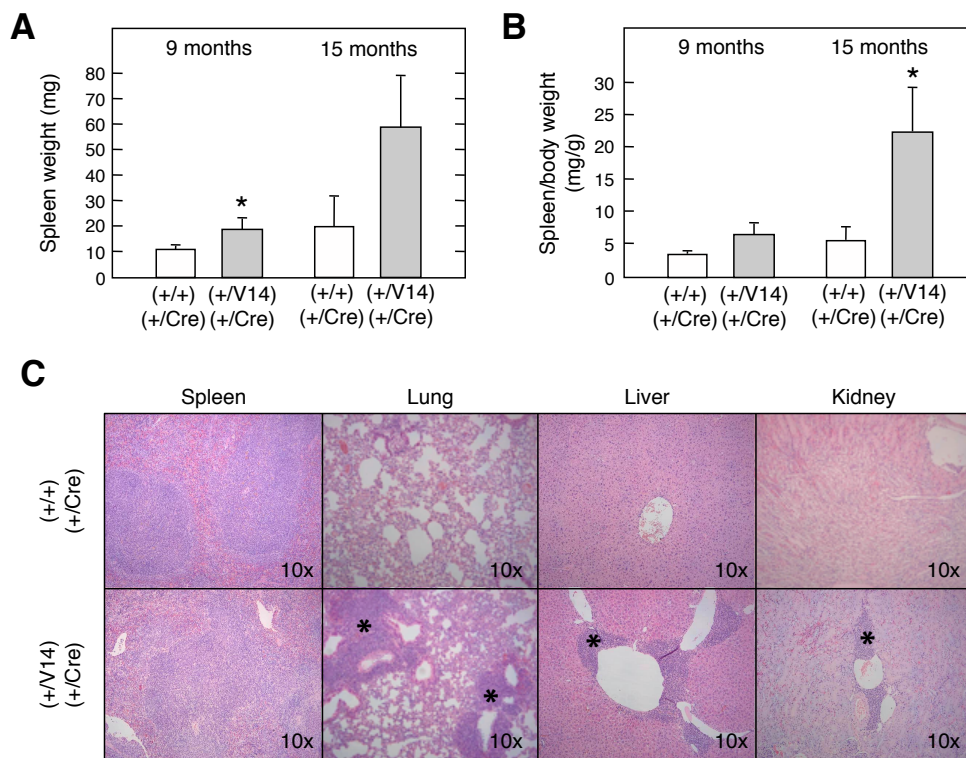 A
9 months
15 months
*
Spleen weight (mg)
80
70
60
50
40
30
20
10
0
(+/+) (+/V14) (+/+) (+/V14)
(+/Cre) (+/Cre) (+/Cre) (+/Cre)
B
9 months
15 months
*
Spleen/body weight
(mg/g)
30
25
20
15
10
5
0
(+/+) (+/V14) (+/+) (+/V14)
(+/Cre) (+/Cre) (+/Cre) (+/Cre)
C
Spleen Lung Liver Kidney
(+/+)
(+/Cre)
10x 10x 10x 10x
(+/V14)
(+/Cre)
* * * *
10x 10x 10x 10x